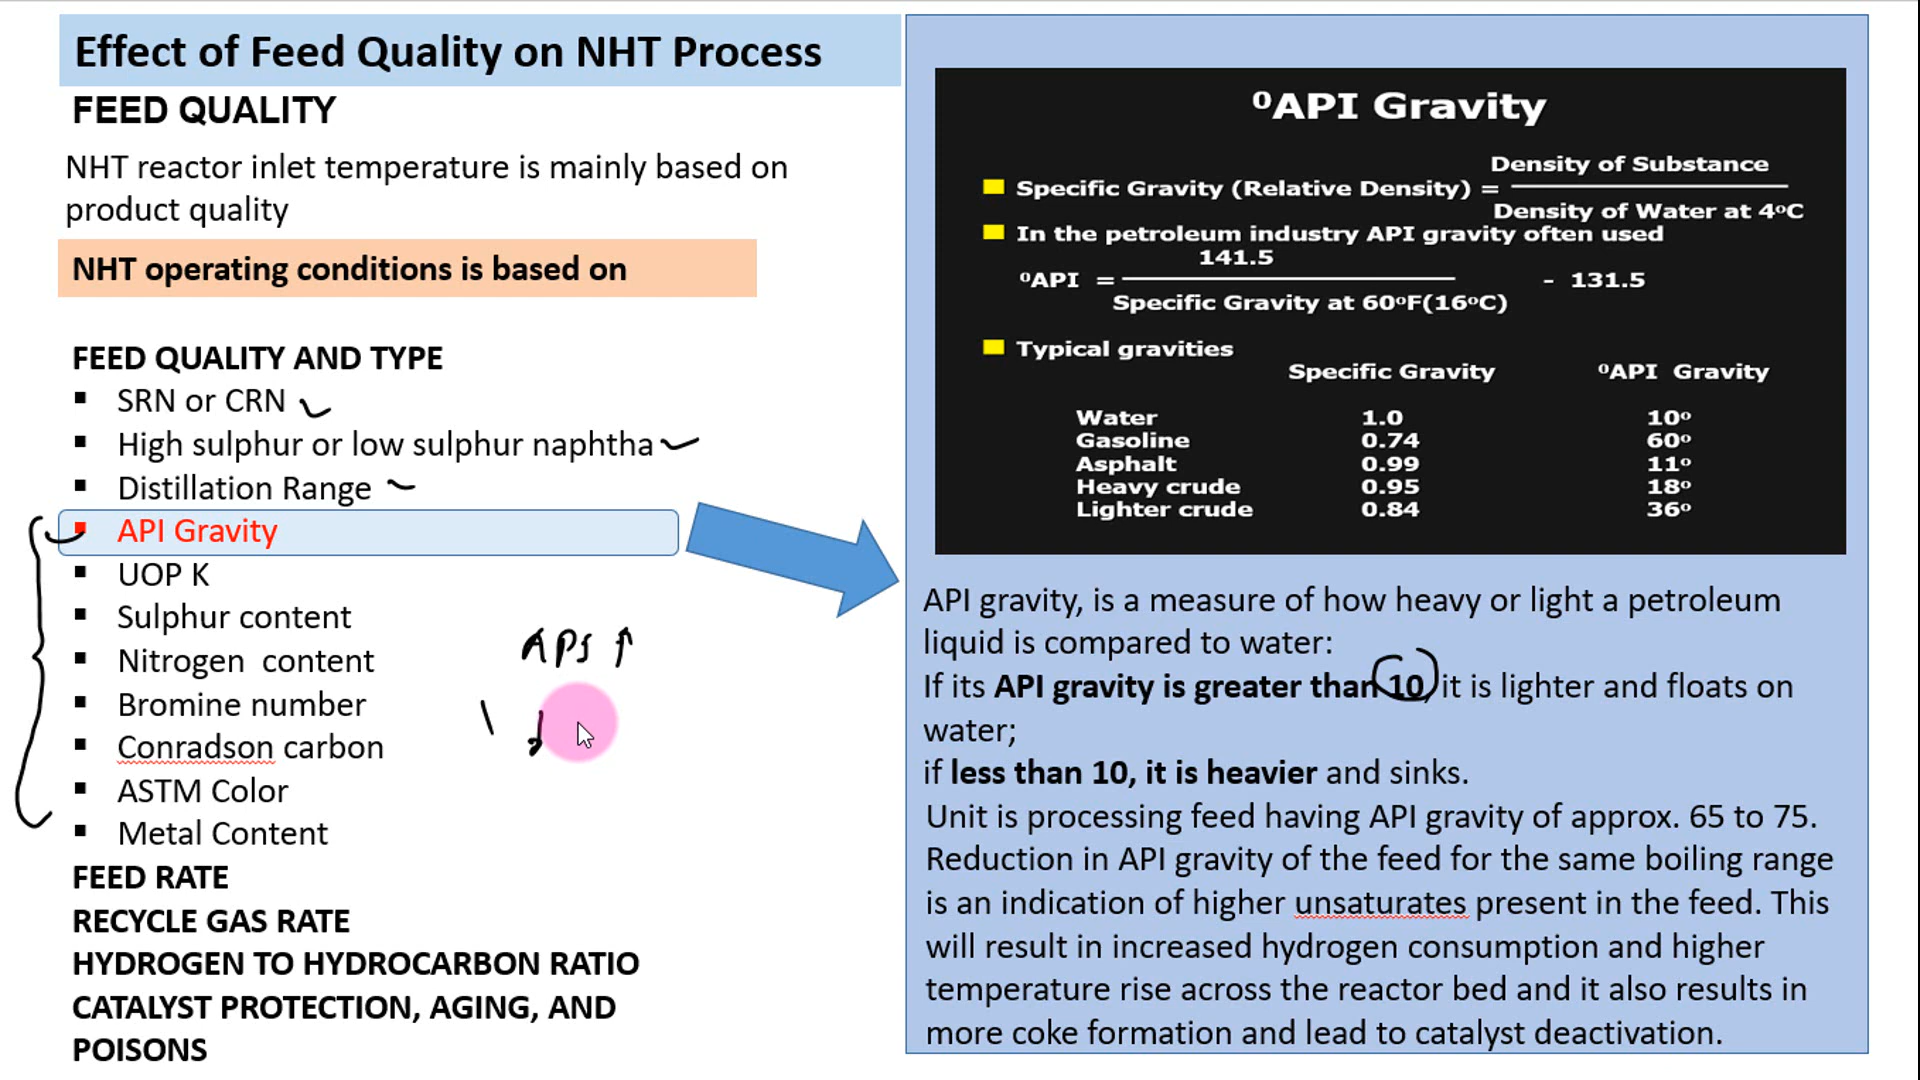 Effect of Feed Quality on NHT Process
FEED QUALITY
NHT reactor inlet temperature is mainly based on
product quality
NHT operating conditions is based on
FEED QUALITY AND TYPE
▪ SRN or CRN
▪ High sulphur or low sulphur naphtha
▪ Distillation Range
▪ API Gravity
▪ UOP K
▪ Sulphur content
▪ Nitrogen content
▪ Bromine number
▪ Conradson carbon
▪ ASTM Color
▪ Metal Content
FEED RATE
RECYCLE GAS RATE
HYDROGEN TO HYDROCARBON RATIO
CATALYST PROTECTION, AGING, AND
POISONS
API ↑
⁰API Gravity
Density of Substance
Specific Gravity (Relative Density) =
Density of Water at 4ºC
In the petroleum industry API gravity often used
141.5
⁰API = - 131.5
Specific Gravity at 60ºF(16ºC)
Typical gravities
Specific Gravity ⁰API Gravity
Water 1.0 10º
Gasoline 0.74 60º
Asphalt 0.99 11º
Heavy crude 0.95 18º
Lighter crude 0.84 36º
API gravity, is a measure of how heavy or light a petroleum
liquid is compared to water:
If its API gravity is greater than 10, it is lighter and floats on
water;
if less than 10, it is heavier and sinks.
Unit is processing feed having API gravity of approx. 65 to 75.
Reduction in API gravity of the feed for the same boiling range
is an indication of higher unsaturates present in the feed. This
will result in increased hydrogen consumption and higher
temperature rise across the reactor bed and it also results in
more coke formation and lead to catalyst deactivation.